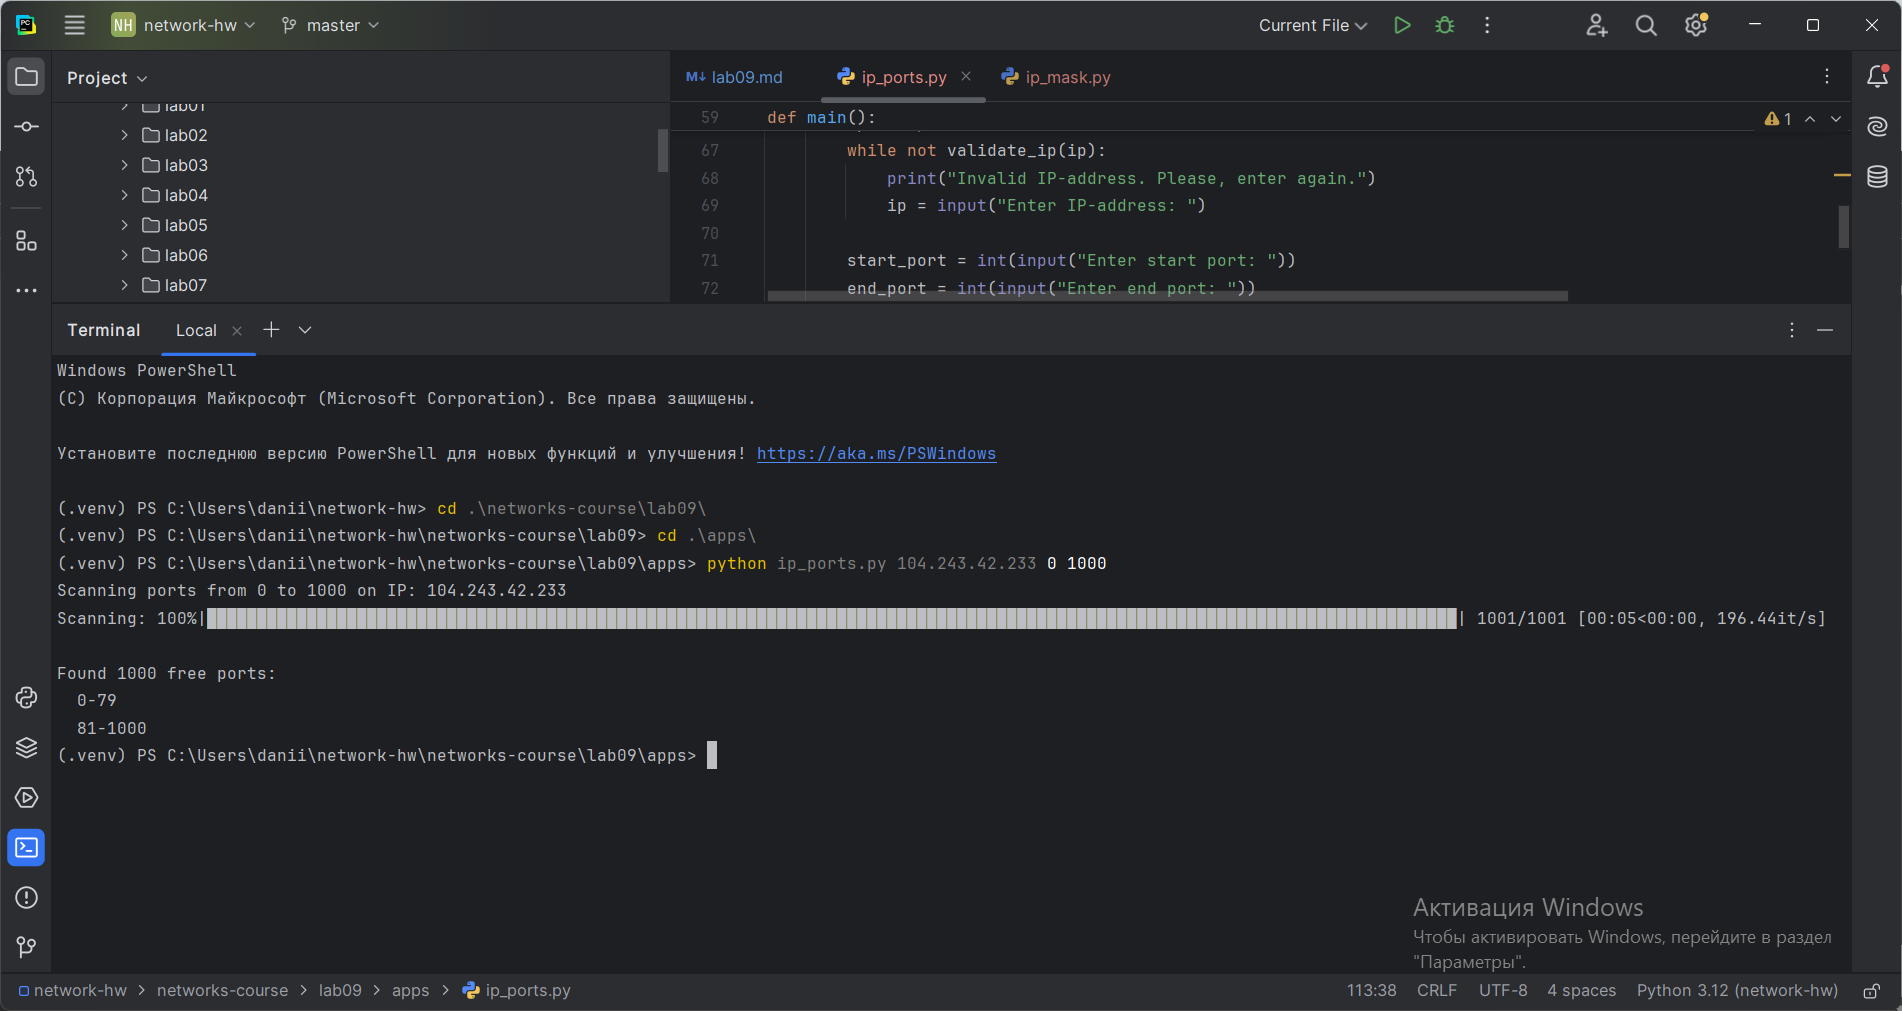 NH network-hw master Current File
Project
lab01
lab02
lab03
lab04
lab05
lab06
lab07
M↓ lab09.md ip_ports.py ip_mask.py
59 def main(): 1
67 while not validate_ip(ip):
68 print("Invalid IP-address. Please, enter again.")
69 ip = input("Enter IP-address: ")
70
71 start_port = int(input("Enter start port: "))
72 end_port = int(input("Enter end port: "))
Terminal Local
Windows PowerShell
(C) Корпорация Майкрософт (Microsoft Corporation). Все права защищены.
Установите последнюю версию PowerShell для новых функций и улучшения! https://aka.ms/PSWindows
(.venv) PS C:\Users\danii\network-hw> cd .\networks-course\lab09\
(.venv) PS C:\Users\danii\network-hw\networks-course\lab09> cd .\apps\
(.venv) PS C:\Users\danii\network-hw\networks-course\lab09\apps> python ip_ports.py 104.243.42.233 0 1000
Scanning ports from 0 to 1000 on IP: 104.243.42.233
Scanning: 100%| | 1001/1001 [00:05<00:00, 196.44it/s]
Found 1000 free ports:
0-79
81-1000
(.venv) PS C:\Users\danii\network-hw\networks-course\lab09\apps>
Активация Windows
Чтобы активировать Windows, перейдите в раздел
"Параметры".
network-hw > networks-course > lab09 > apps > ip_ports.py 113:38 CRLF UTF-8 4 spaces Python 3.12 (network-hw)